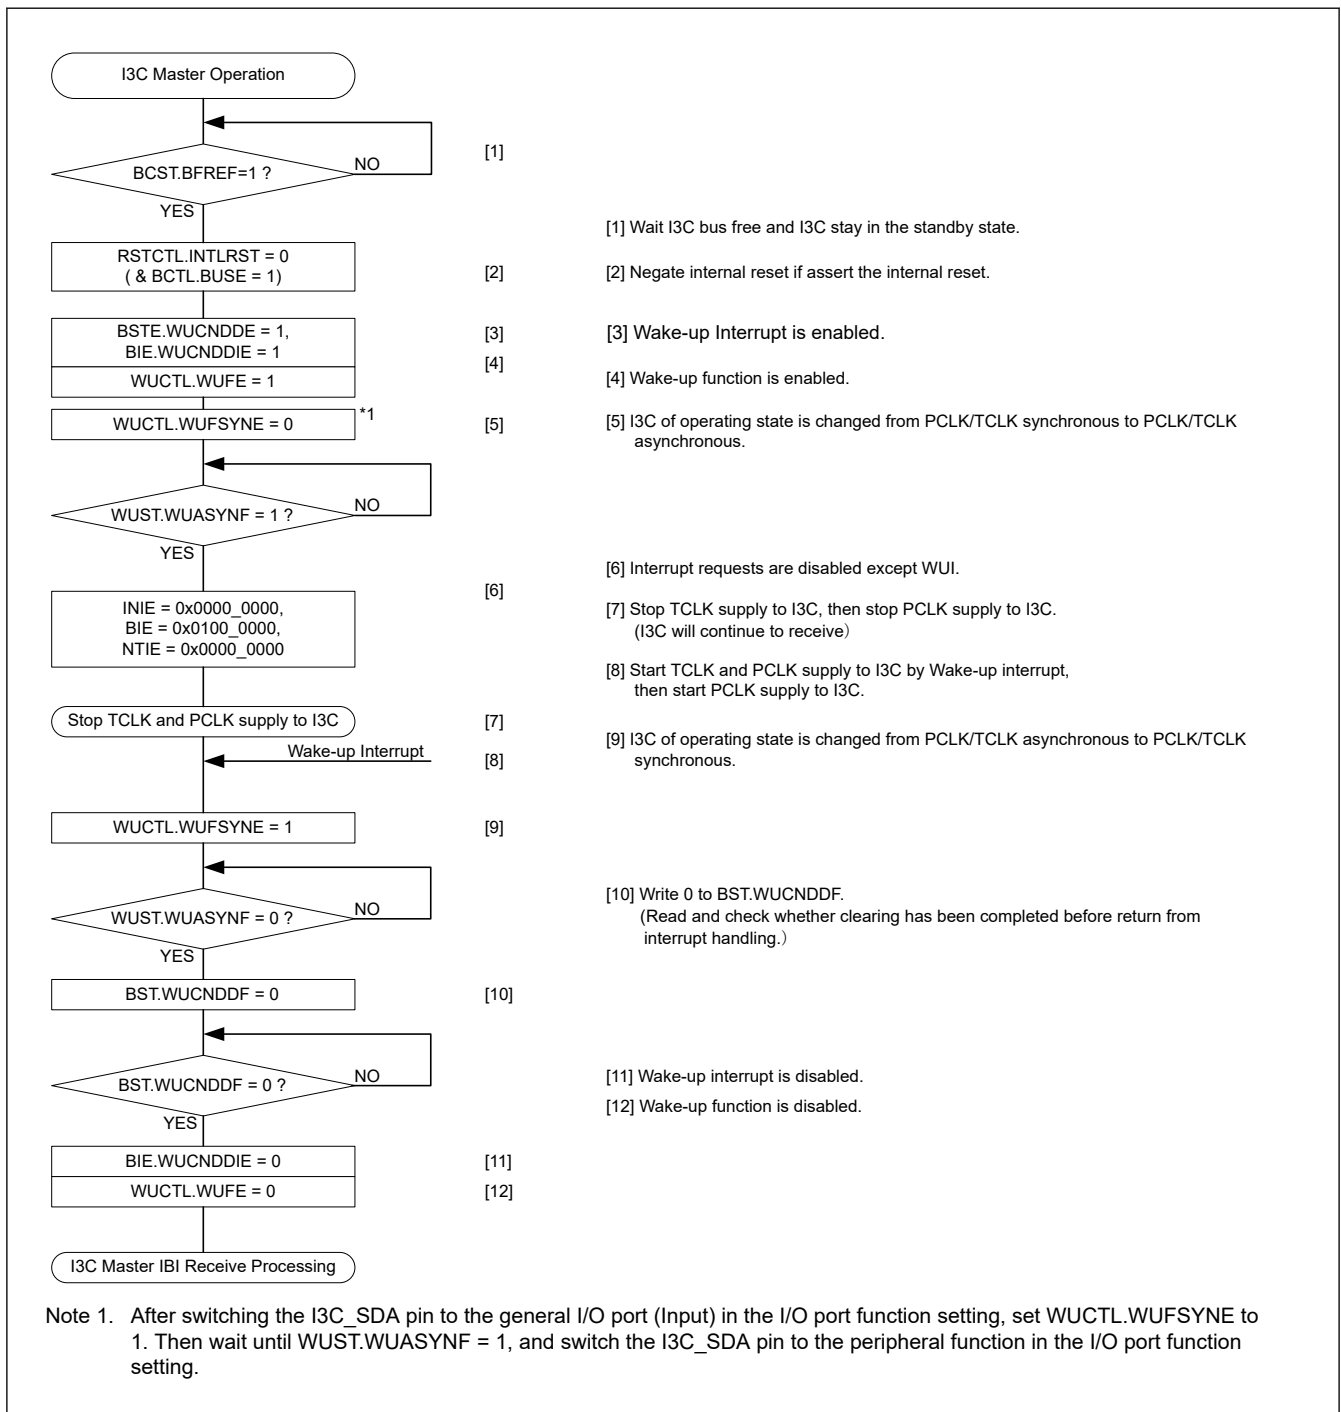 I3C Master Operation
[1]
BCST.BFREF=1 ?
NO
YES
[1] Wait I3C bus free and I3C stay in the standby state.
RSTCTL.INTLRST = 0
( & BCTL.BUSE = 1)
[2]
[2] Negate internal reset if assert the internal reset.
BSTE.WUCNDDE = 1,
BIE.WUCNDDIE = 1
[3]
[3] Wake-up Interrupt is enabled.
[4]
WUCTL.WUFE = 1
[4] Wake-up function is enabled.
WUCTL.WUFSYNE = 0
*1
[5]
[5] I3C of operating state is changed from PCLK/TCLK synchronous to PCLK/TCLK
asynchronous.
WUST.WUASYNF = 1 ?
NO
YES
[6] Interrupt requests are disabled except WUI.
[6]
INIE = 0x0000_0000,
BIE = 0x0100_0000,
NTIE = 0x0000_0000
[7] Stop TCLK supply to I3C, then stop PCLK supply to I3C.
(I3C will continue to receive）
[8] Start TCLK and PCLK supply to I3C by Wake-up interrupt,
then start PCLK supply to I3C.
Stop TCLK and PCLK supply to I3C
[7]
Wake-up Interrupt
[8]
[9] I3C of operating state is changed from PCLK/TCLK asynchronous to PCLK/TCLK
synchronous.
WUCTL.WUFSYNE = 1
[9]
WUST.WUASYNF = 0 ?
NO
YES
[10] Write 0 to BST.WUCNDDF.
(Read and check whether clearing has been completed before return from
interrupt handling.）
BST.WUCNDDF = 0
[10]
BST.WUCNDDF = 0 ?
NO
YES
[11] Wake-up interrupt is disabled.
[12] Wake-up function is disabled.
BIE.WUCNDDIE = 0
[11]
WUCTL.WUFE = 0
[12]
I3C Master IBI Receive Processing
Note 1. After switching the I3C_SDA pin to the general I/O port (Input) in the I/O port function setting, set WUCTL.WUFSYNE to
1. Then wait until WUST.WUASYNF = 1, and switch the I3C_SDA pin to the peripheral function in the I/O port function
setting.